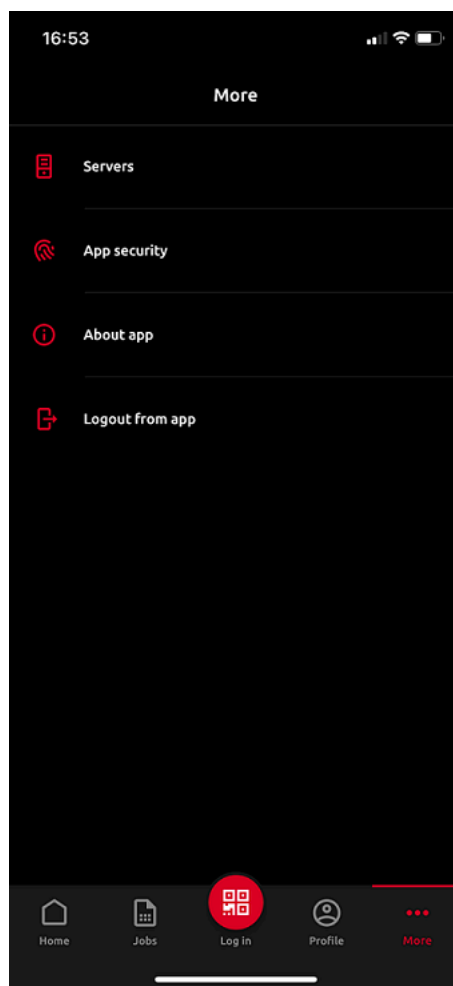 16:53
More
Servers
App security
About app
Logout from app
Home
Jobs
Log in
Profile
More